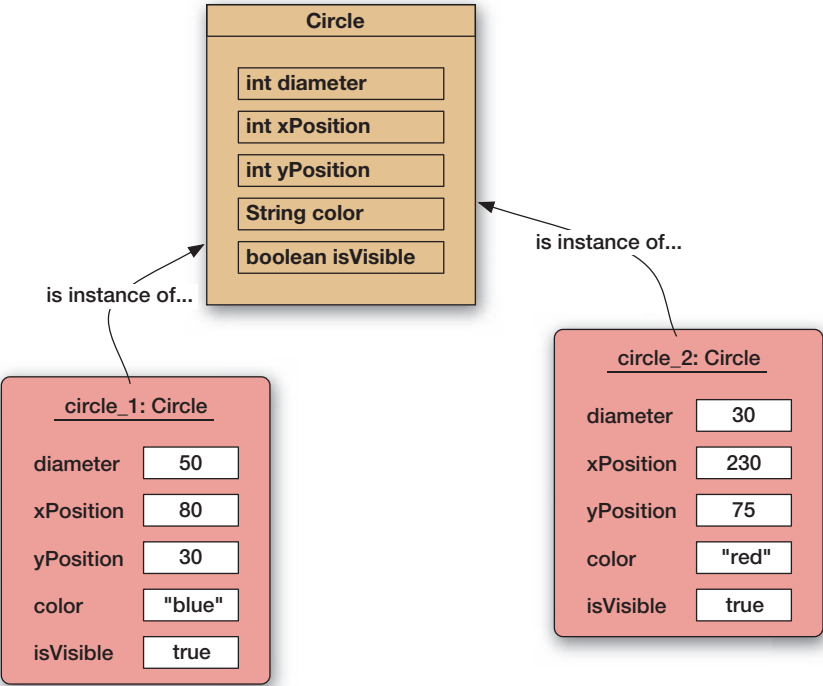 Circle
int diameter
int xPosition
int yPosition
String color
boolean isVisible
is instance of...
is instance of...
circle_1: Circle
diameter 50
xPosition 80
yPosition 30
color "blue"
isVisible true
circle_2: Circle
diameter 30
xPosition 230
yPosition 75
color "red"
isVisible true